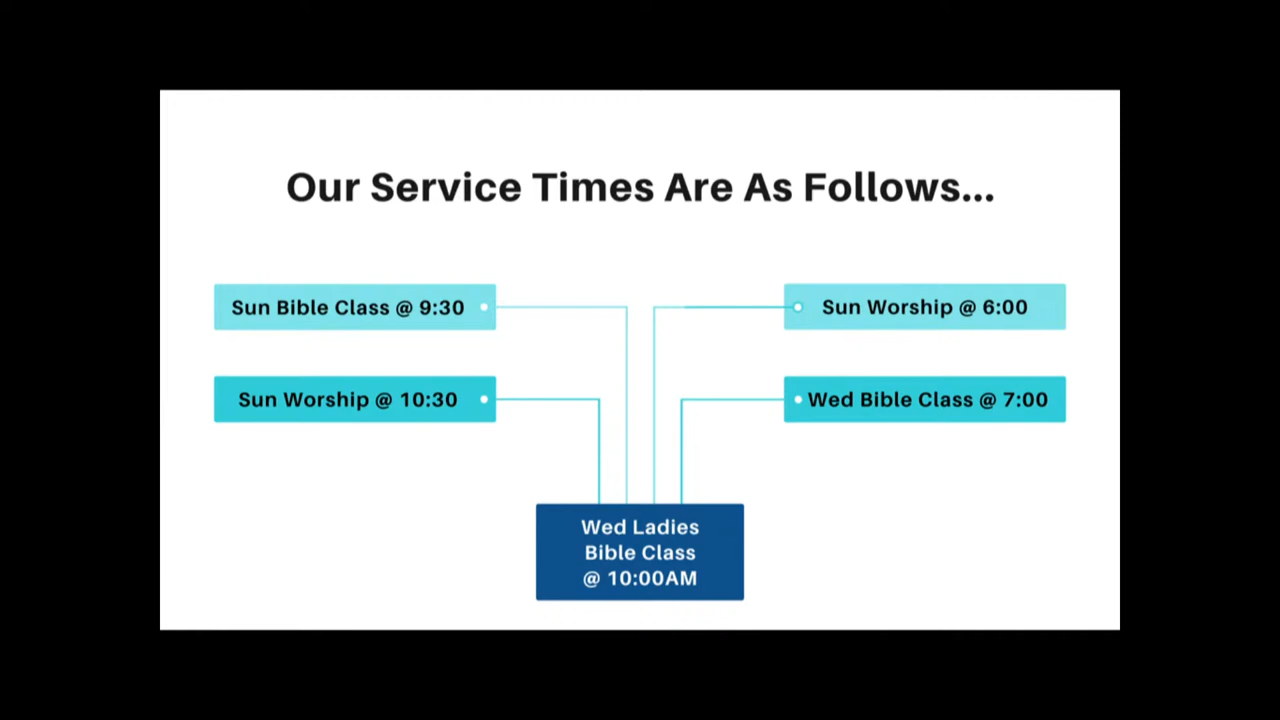 Our Service Times Are As Follows...
Sun Bible Class @ 9:30
Sun Worship @ 10:30
Sun Worship @ 6:00
Wed Bible Class @ 7:00
Wed Ladies
Bible Class
@ 10:00AM